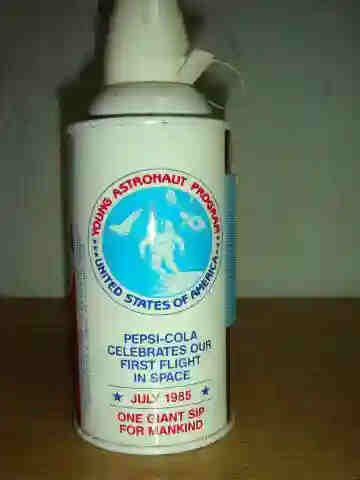 YOUNG ASTRONAUT PROGRAM
UNITED STATES OF AMERICA
PEPSI-COLA
CELEBRATES OUR
FIRST FLIGHT
IN SPACE
JULY 1985
ONE GIANT SIP
FOR MANKIND